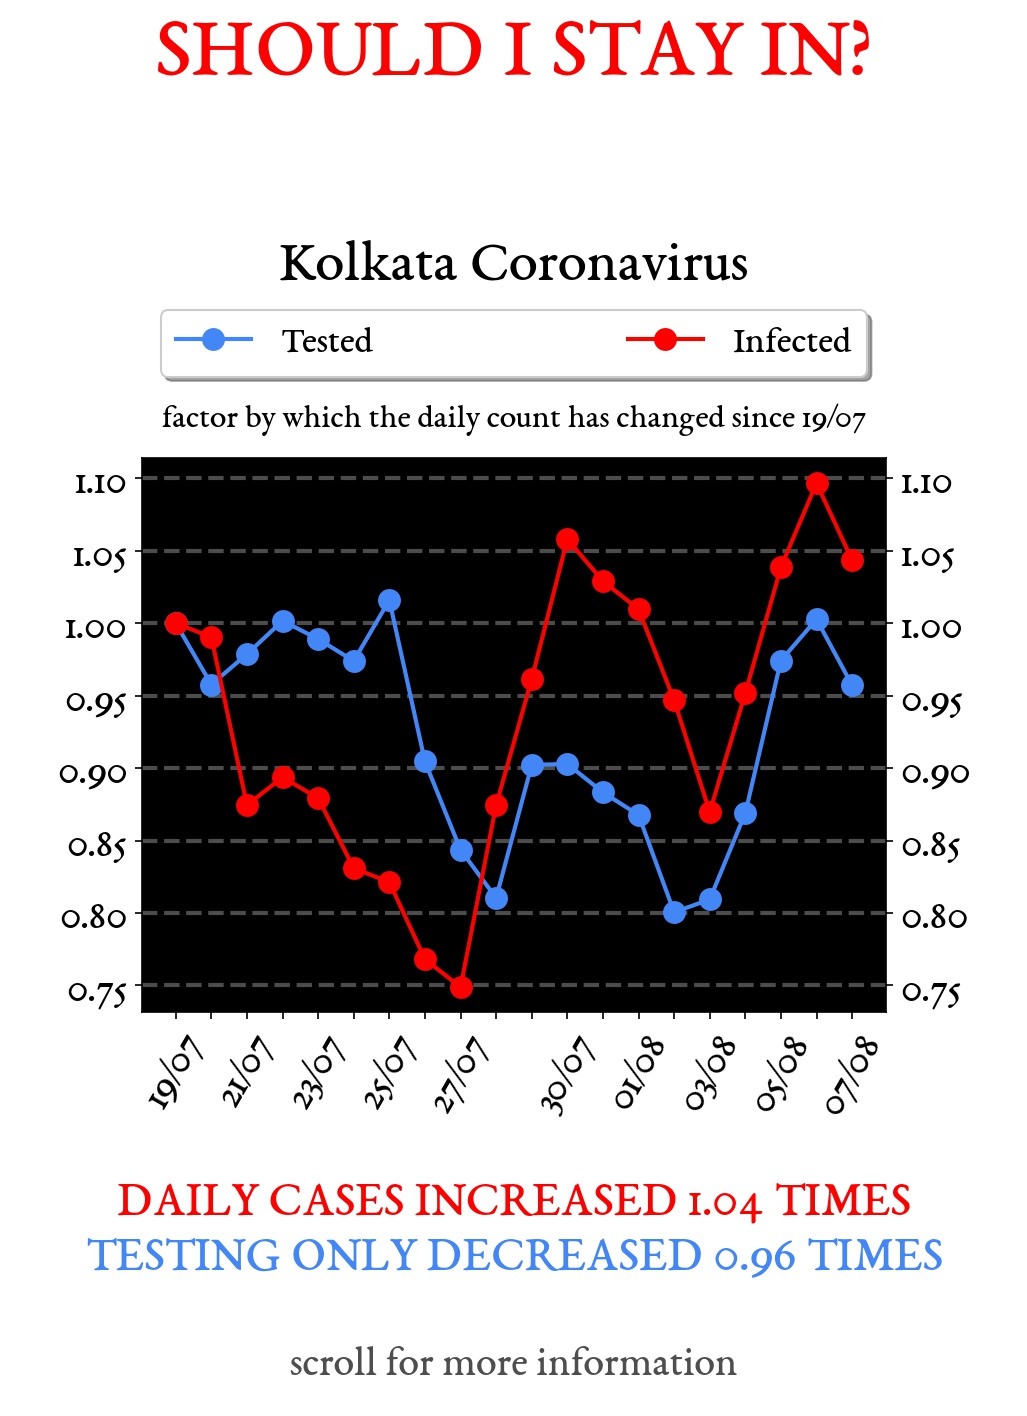 SHOULD I STAY IN?
Kolkata Coronavirus
Tested Infected
factor by which the daily count has changed since 19/07
1.10 1.10
1.05 1.05
1.00 1.00
0.95 0.95
0.90 0.90
0.85 0.85
0.80 0.80
0.75 0.75
19/07 21/07 23/07 25/07 27/07 30/07 01/08 03/08 05/08 07/08
DAILY CASES INCREASED 1.04 TIMES
TESTING ONLY DECREASED 0.96 TIMES
scroll for more information